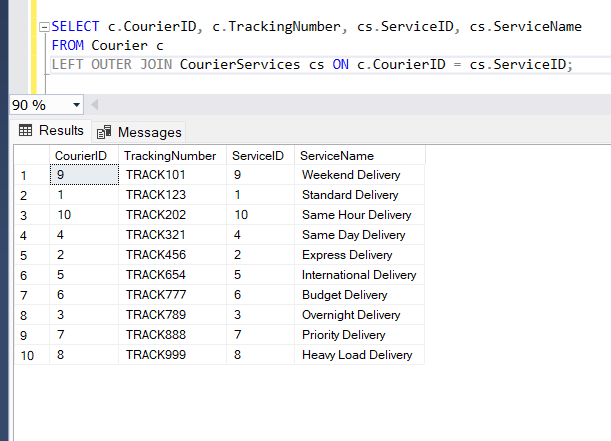 SELECT c.CourierID, c.TrackingNumber, cs.ServiceID, cs.ServiceName
FROM Courier c
LEFT OUTER JOIN CourierServices cs ON c.CourierID = cs.ServiceID;
90 %
Results Messages
CourierID TrackingNumber ServiceID ServiceName
1 9 TRACK101 9 Weekend Delivery
2 1 TRACK123 1 Standard Delivery
3 10 TRACK202 10 Same Hour Delivery
4 4 TRACK321 4 Same Day Delivery
5 2 TRACK456 2 Express Delivery
6 5 TRACK654 5 International Delivery
7 6 TRACK777 6 Budget Delivery
8 3 TRACK789 3 Overnight Delivery
9 7 TRACK888 7 Priority Delivery
10 8 TRACK999 8 Heavy Load Delivery